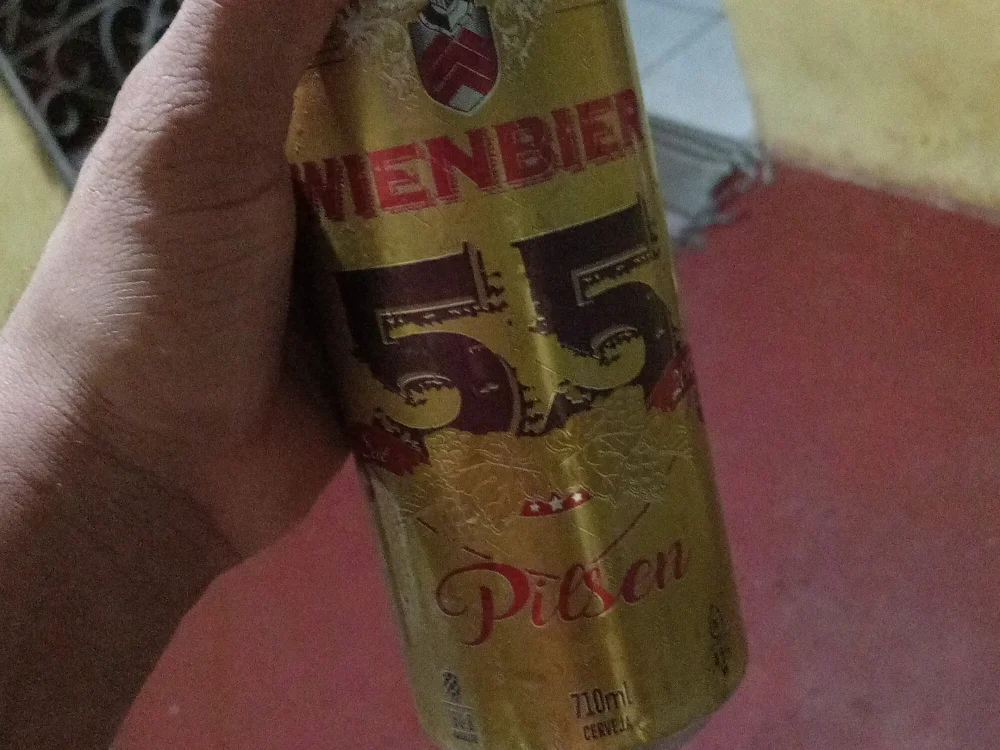 WIENBIER
55
Pilsen
710ml
CERVEJA